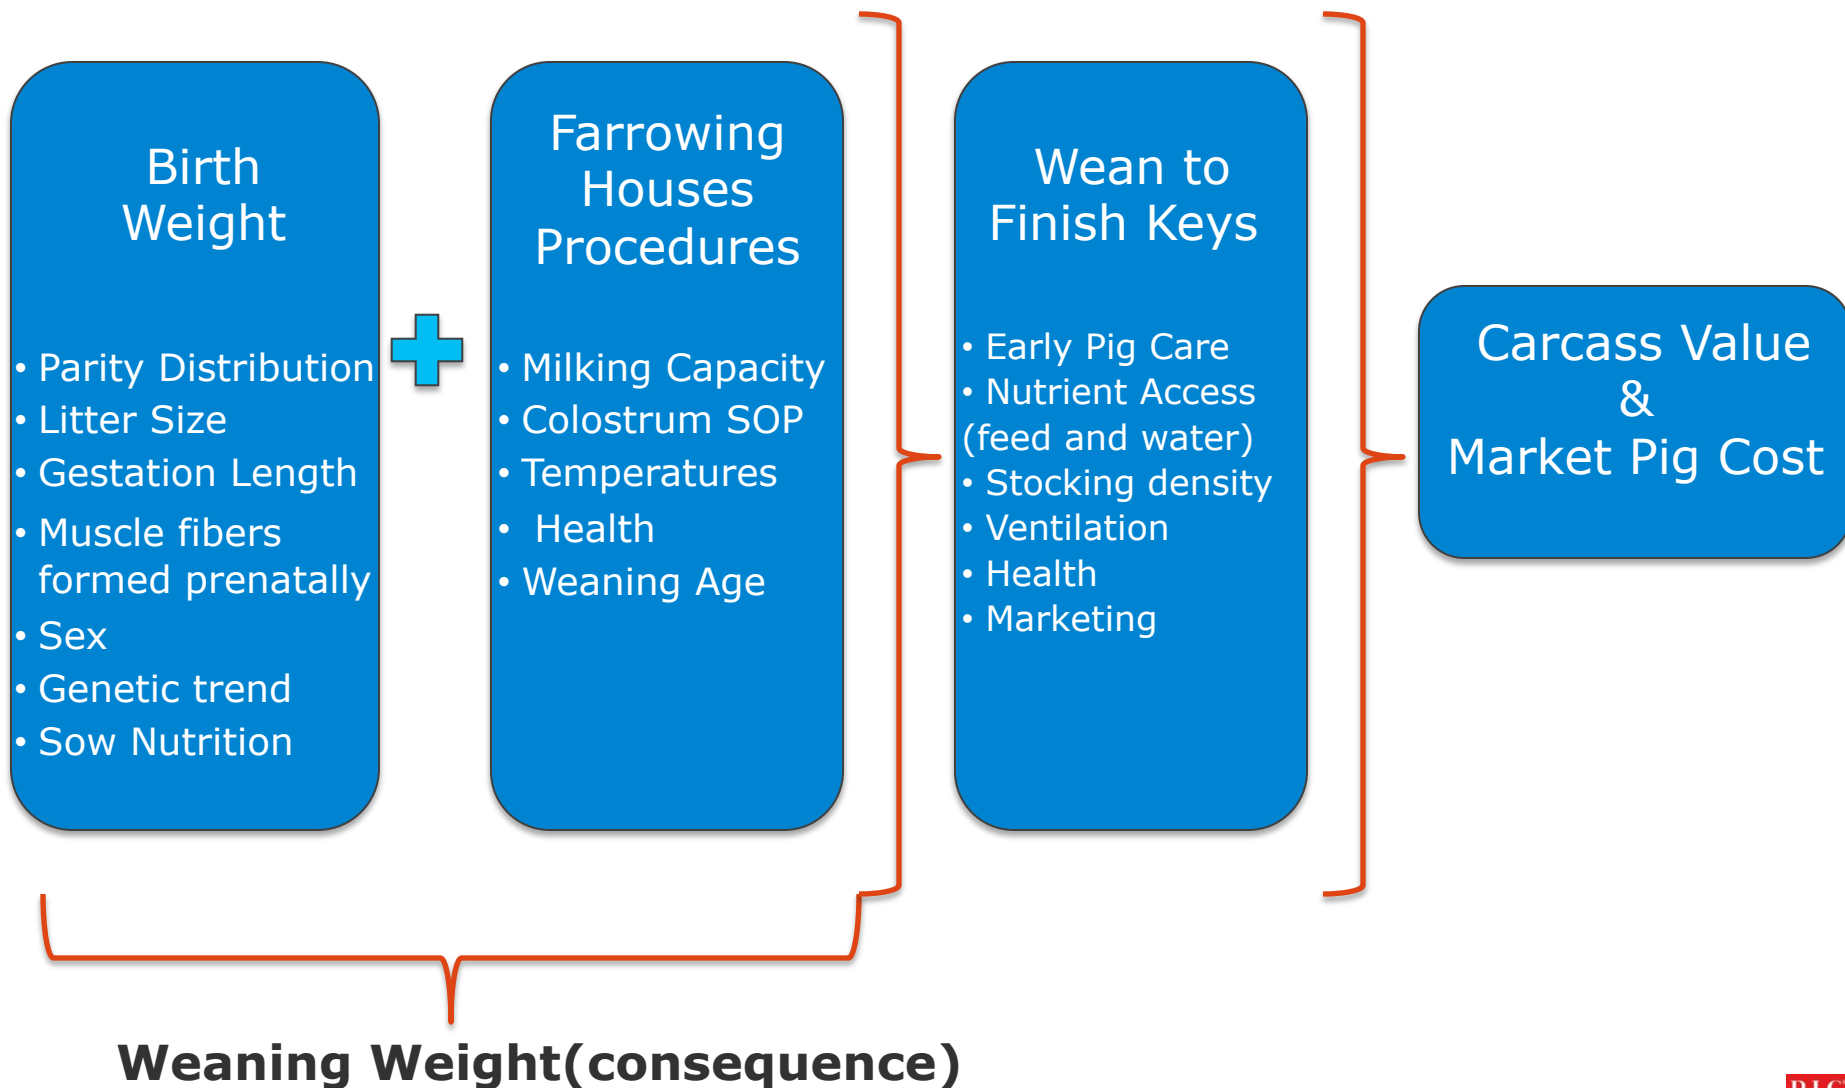 Birth
Weight
• Parity Distribution
• Litter Size
• Gestation Length
• Muscle fibers
formed prenatally
• Sex
• Genetic trend
• Sow Nutrition
Farrowing
Houses
Procedures
• Milking Capacity
• Colostrum SOP
• Temperatures
• Health
• Weaning Age
Wean to
Finish Keys
• Early Pig Care
• Nutrient Access
(feed and water)
• Stocking density
• Ventilation
• Health
• Marketing
Carcass Value
&
Market Pig Cost
Weaning Weight(consequence)